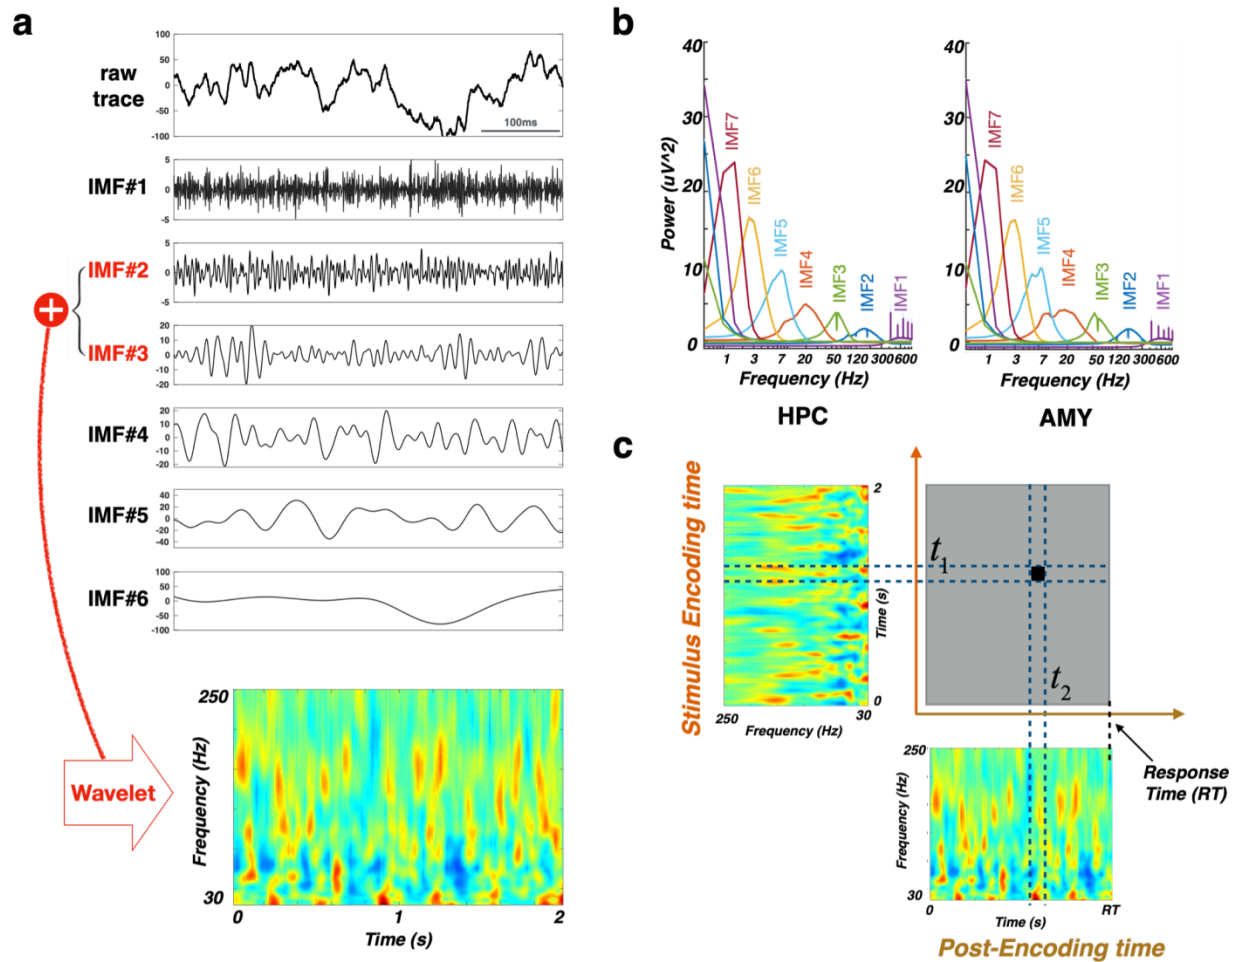 a
raw
trace
100
50
0
-50
-100
100ms
IMF#1
5
0
-5
IMF#2
5
0
-5
IMF#3
20
10
0
-10
-20
IMF#4
20
10
0
-10
-20
IMF#5
40
20
0
-20
-40
IMF#6
100
50
0
-50
-100
Wavelet
Frequency (Hz)
250
30
0 1 2
Time (s)
b
Power (uV^2)
40
30
20
10
0
IMF7
IMF6
IMF5
IMF4
IMF3
IMF2
IMF1
1 3 7 20 50 120 300 600
Frequency (Hz)
HPC
40
30
20
10
0
IMF7
IMF6
IMF5
IMF4
IMF3
IMF2
IMF1
1 3 7 20 50 120 300 600
Frequency (Hz)
AMY
c
Stimulus Encoding time
2
Time (s)
0
250 30
Frequency (Hz)
t1
t2
Response
Time (RT)
Frequency (Hz)
250
30
0 RT
Time (s)
Post-Encoding time